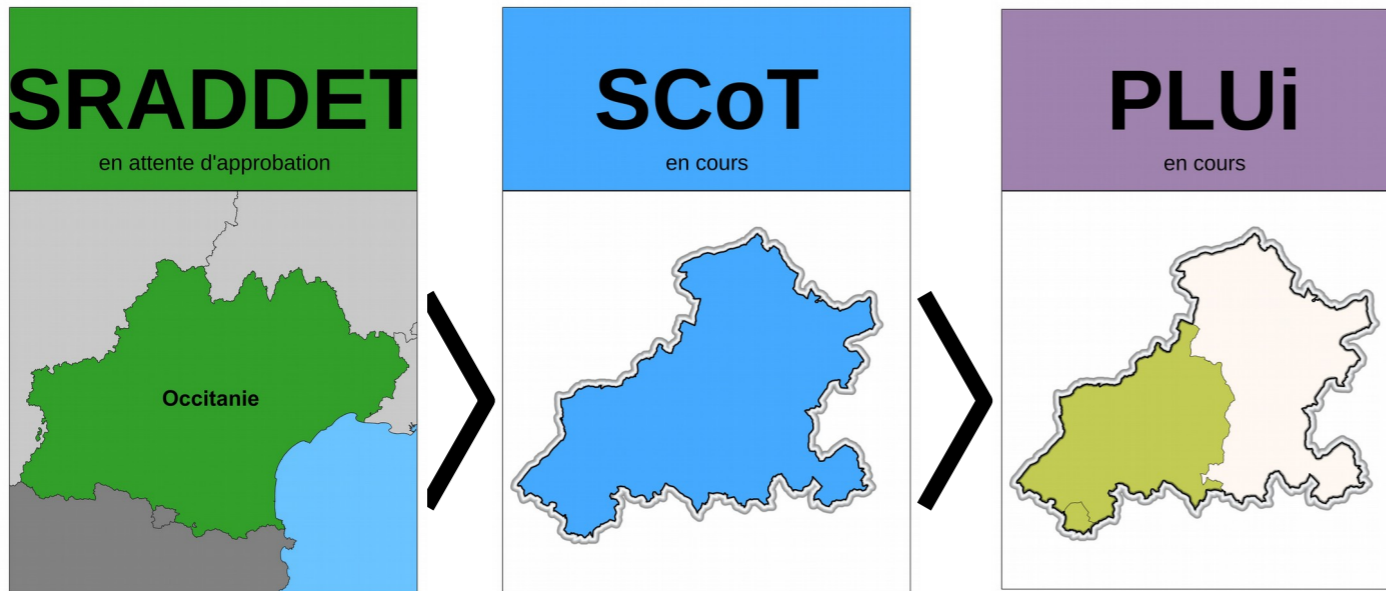 SRADDET
en attente d'approbation
Occitanie
SCoT
en cours
PLUi
en cours